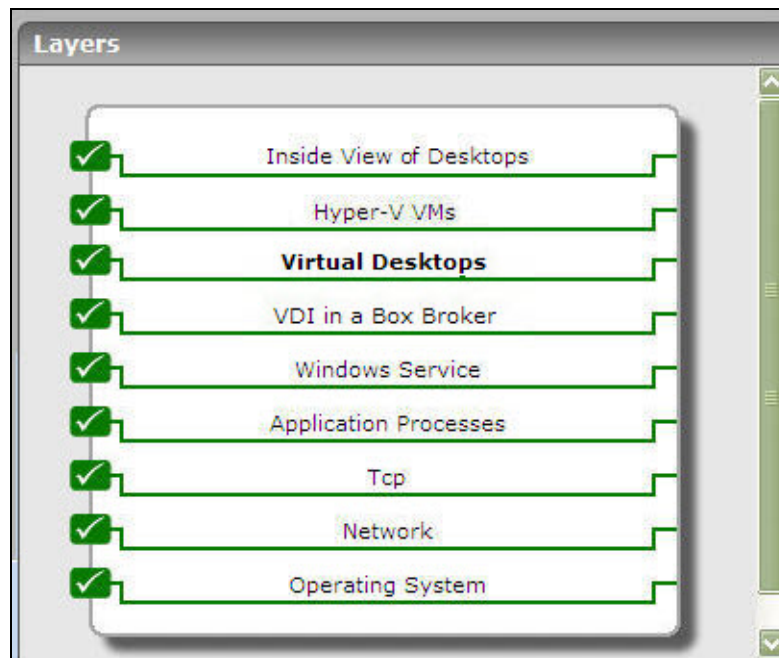 Layers
Inside View of Desktops
Hyper-V VMs
Virtual Desktops
VDI in a Box Broker
Windows Service
Application Processes
Tcp
Network
Operating System